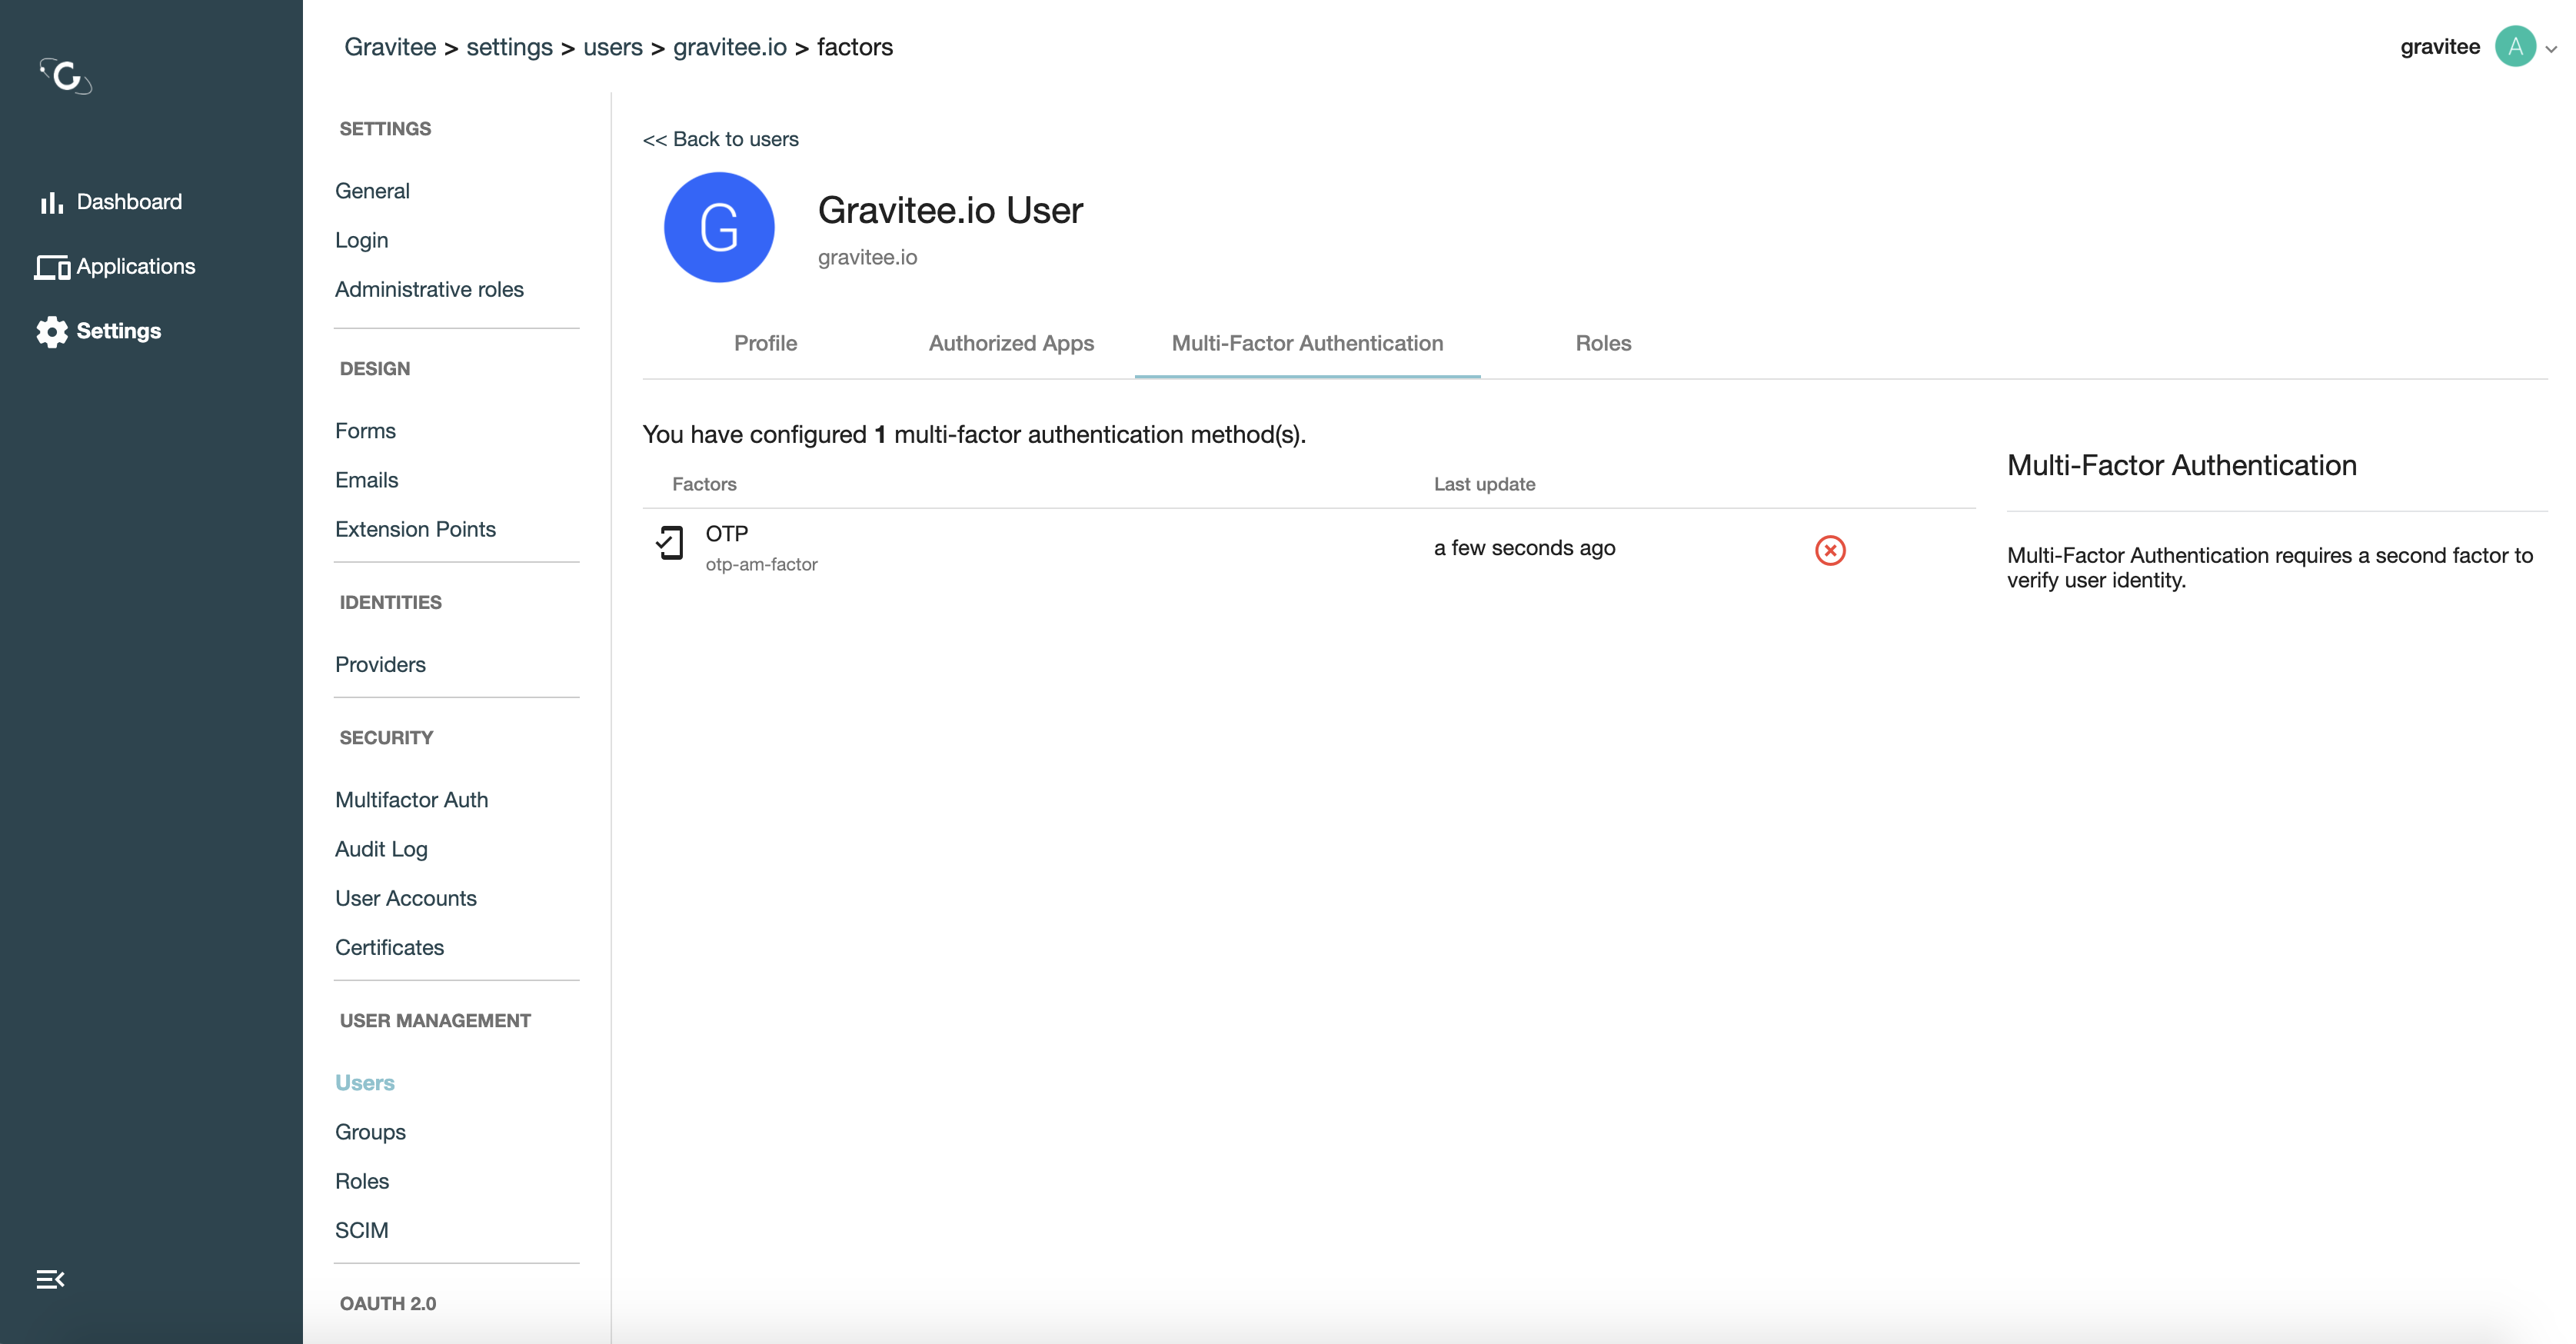 Gravitee > settings > users > gravitee.io > factors
gravitee A
Dashboard
Applications
Settings
SETTINGS
General
Login
Administrative roles
DESIGN
Forms
Emails
Extension Points
IDENTITIES
Providers
SECURITY
Multifactor Auth
Audit Log
User Accounts
Certificates
USER MANAGEMENT
Users
Groups
Roles
SCIM
OAUTH 2.0
<< Back to users
G
Gravitee.io User
gravitee.io
Profile Authorized Apps Multi-Factor Authentication Roles
You have configured 1 multi-factor authentication method(s).
Factors Last update
OTP
otp-am-factor
a few seconds ago
Multi-Factor Authentication
Multi-Factor Authentication requires a second factor to
verify user identity.